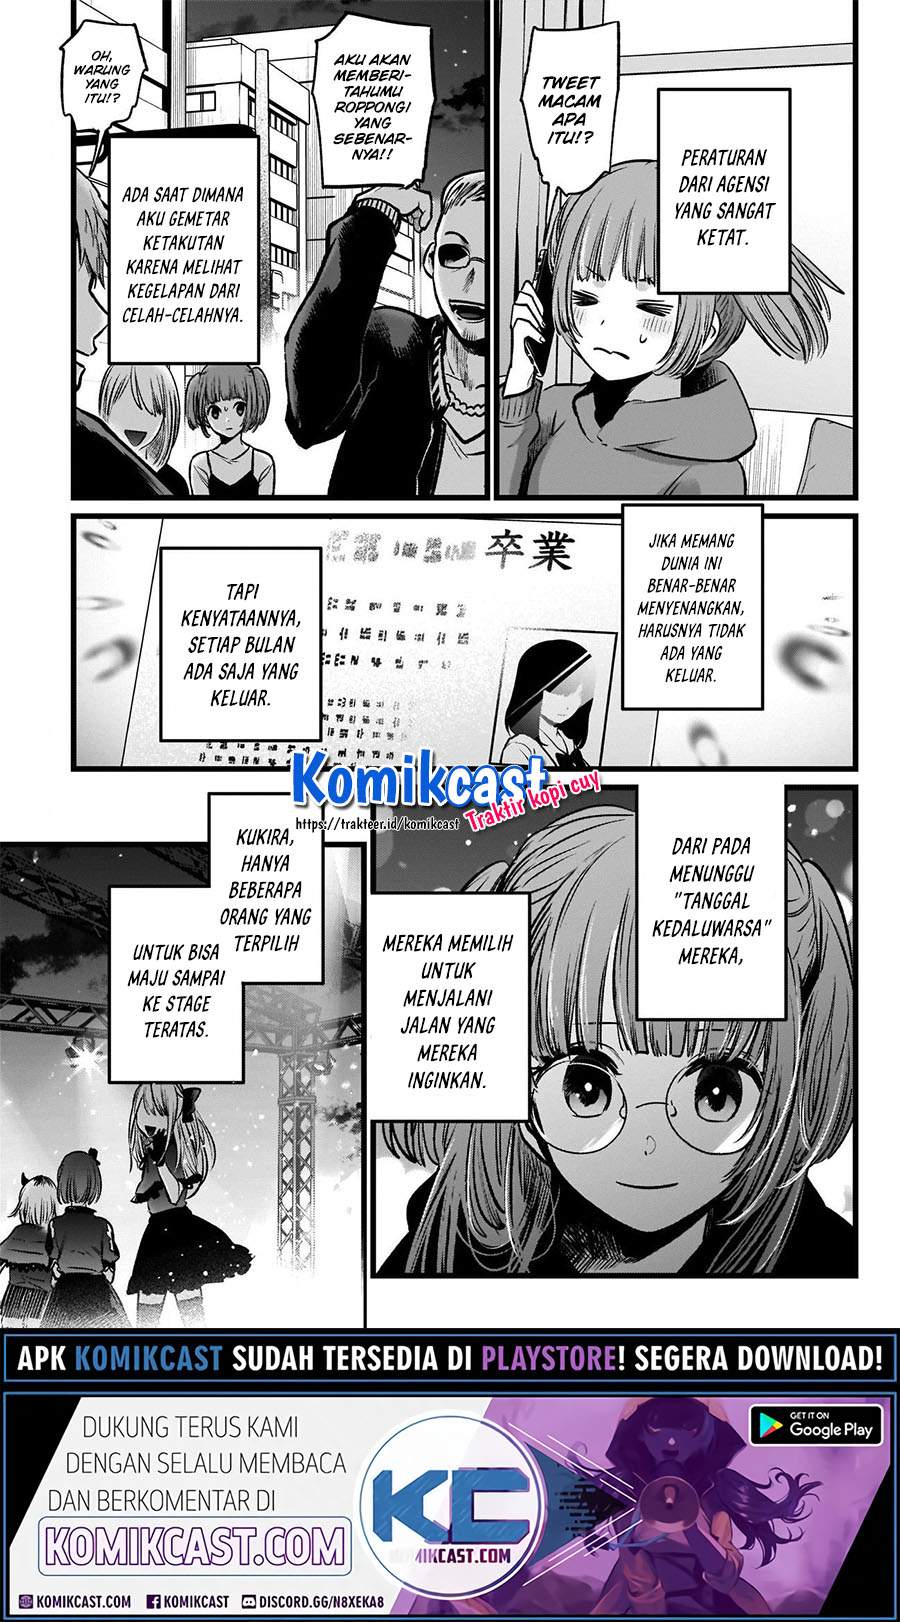 PERATURAN
DARI AGENSI
YANG SANGAT
KETAT.
TWEET
MACAM
APA
ITU!?
AKU AKAN
MEMBERI-
TAHUMU
ROPPONGI
YANG
SEBENAR-
NYA!!
OH,
WARUNG
YANG
ITU!?
ADA SAAT DIMANA
AKU GEMETAR
KETAKUTAN
KARENA MELIHAT
KEGELAPAN DARI
CELAH-CELAHNYA.
JIKA MEMANG
DUNIA INI
BENAR-BENAR
MENYENANGKAN,
HARUSNYA TIDAK
ADA YANG
KELUAR.
卒業
TAPI
KENYATAANNYA,
SETIAP BULAN
ADA SAJA YANG
KELUAR.
Komikcast
Traktir kopi cuy
https://trakteer.id/komikcast
DARI PADA
MENUNGGU
"TANGGAL
KEDALUWARSA"
MEREKA,
MEREKA MEMILIH
UNTUK
MENJALANI
JALAN YANG
MEREKA
INGINKAN.
KUKIRA,
HANYA
BEBERAPA
ORANG YANG
TERPILIH
UNTUK BISA
MAJU SAMPAI
KE STAGE
TERATAS.
APK KOMIKCAST SUDAH TERSEDIA DI PLAYSTORE! SEGERA DOWNLOAD!
DUKUNG TERUS KAMI
DENGAN SELALU MEMBACA
DAN BERKOMENTAR DI
KOMIKCAST.COM
KOMIKCAST.COM KOMIKCAST DISCORD.GG/N8XEKA8
KC
KOMIKCAST.COM
GET IT ON
Google Play